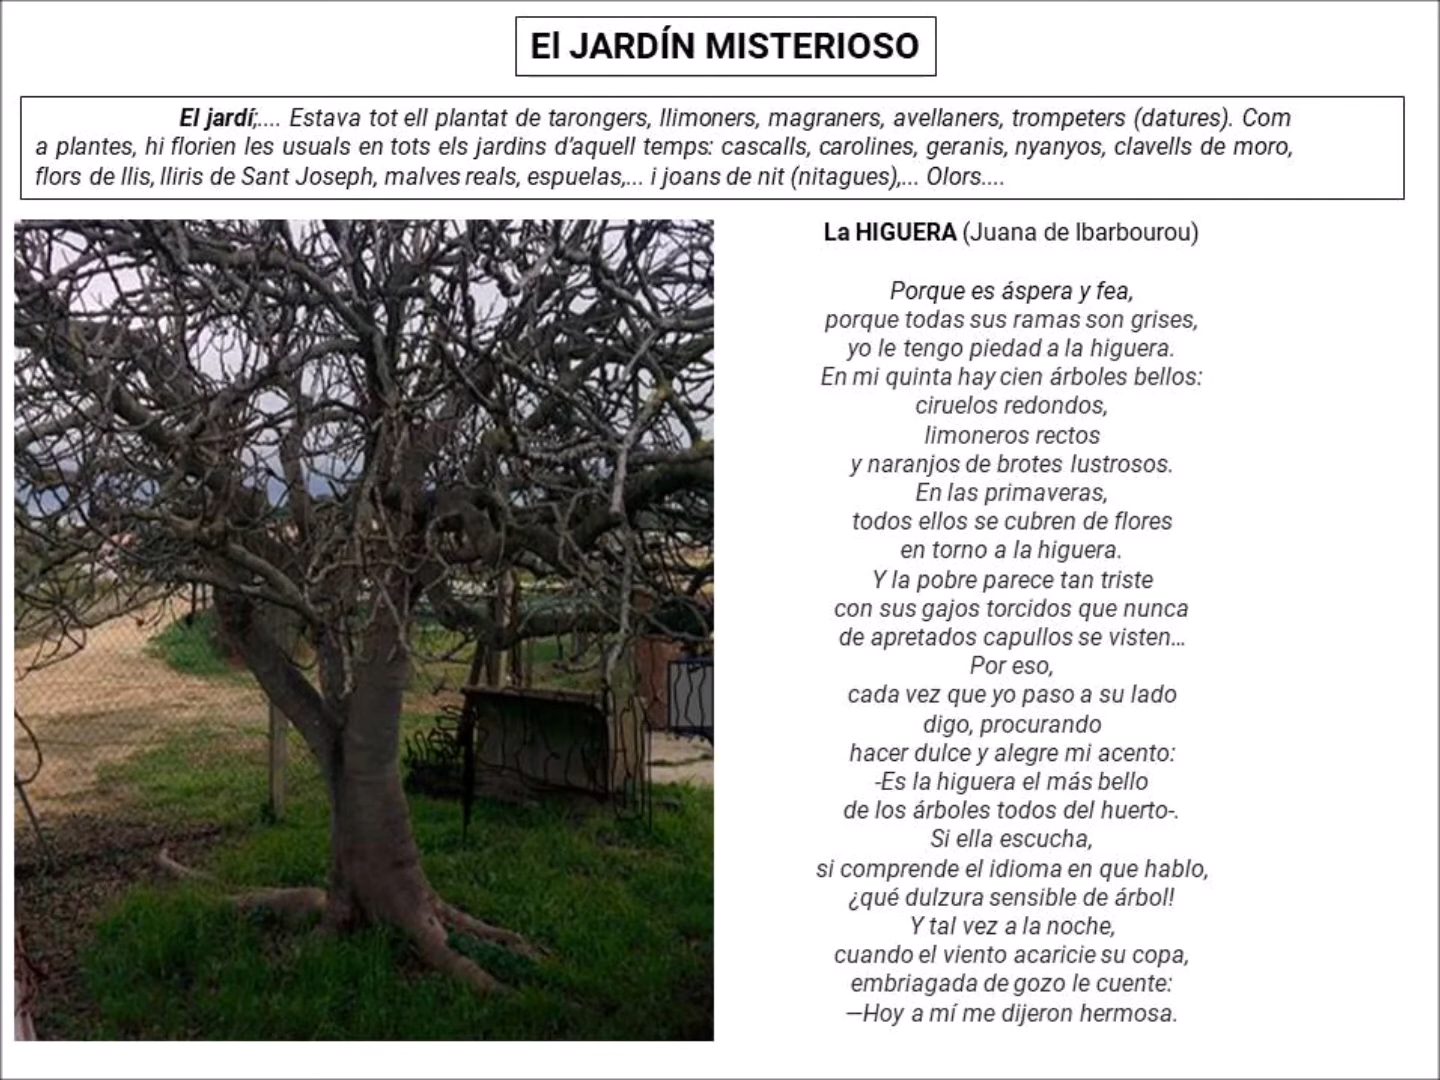 El JARDÍN MISTERIOSO
El jardí;.... Estava tot ell plantat de tarongers, llimoners, magraners, avellaners, trompeters (datures). Com
a plantes, hi florien les usuals en tots els jardins d'aquell temps: cascalls, carolines, geranis, nyanyos, clavells de moro,
flors de llis, lliris de Sant Joseph, malves reals, espuelas,... i joans de nit (nitagues),... Olors....
La HIGUERA (Juana de Ibarbourou)
Porque es áspera y fea,
porque todas sus ramas son grises,
yo le tengo piedad a la higuera.
En mi quinta hay cien árboles bellos:
ciruelos redondos,
limoneros rectos
y naranjos de brotes lustrosos.
En las primaveras,
todos ellos se cubren de flores
en torno a la higuera.
Y la pobre parece tan triste
con sus gajos torcidos que nunca
de apretados capullos se visten...
Por eso,
cada vez que yo paso a su lado
digo, procurando
hacer dulce y alegre mi acento:
-Es la higuera el más bello
de los árboles todos del huerto-.
Si ella escucha,
si comprende el idioma en que hablo,
¿qué dulzura sensible de árbol!
Y tal vez a la noche,
cuando el viento acaricie su copa,
embriagada de gozo le cuente:
—Hoy a mí me dijeron hermosa.